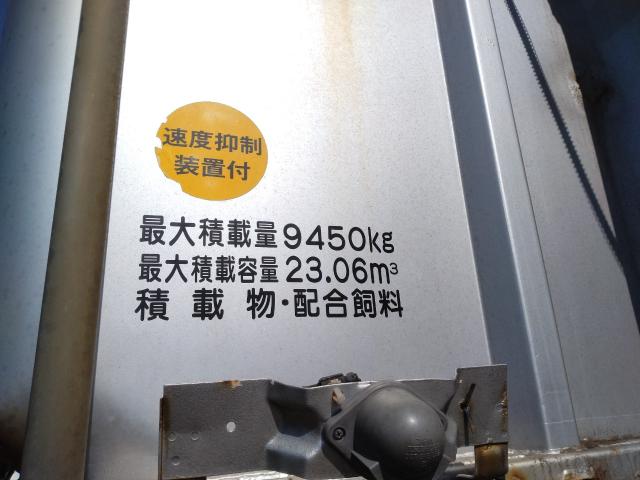 速度抑制
装置付
最大積載量9450kg
最大積載容量23.06m³
積載物・配合飼料